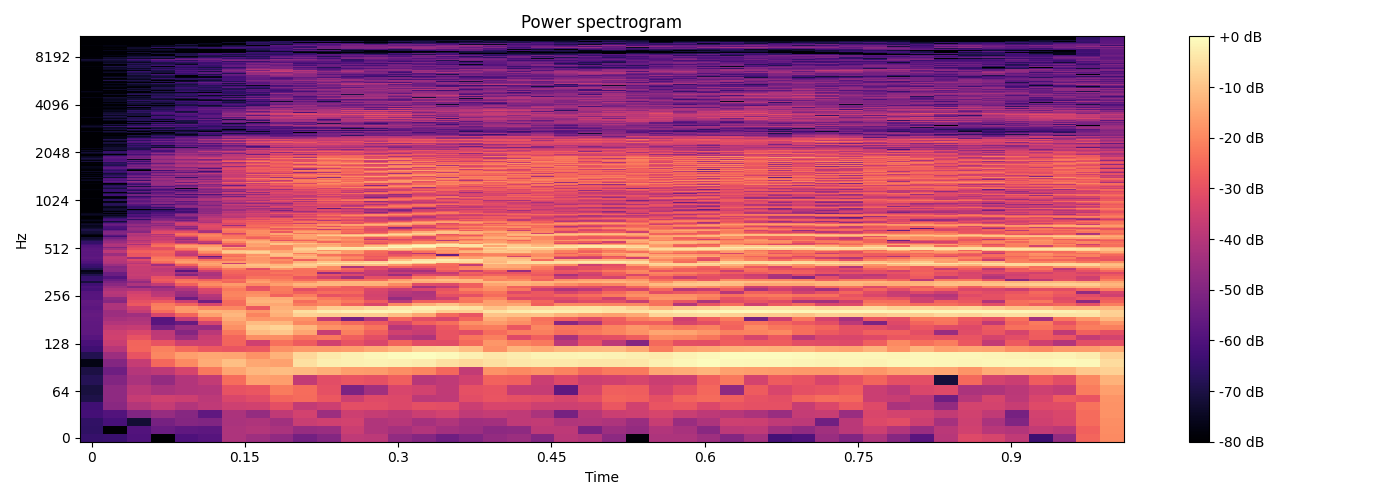 Power spectrogram
Hz
8192
4096
2048
1024
512
256
128
64
0
0 0.15 0.3 0.45 0.6 0.75 0.9
Time
+0 dB
-10 dB
-20 dB
-30 dB
-40 dB
-50 dB
-60 dB
-70 dB
-80 dB